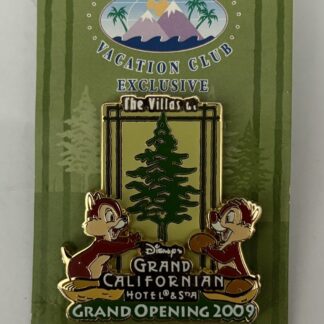 VACATION CLUB
EXCLUSIVE
The Villas at
Disney's
GRAND
CALIFORNIAN
HOTEL® & SPA
GRAND OPENING 2009